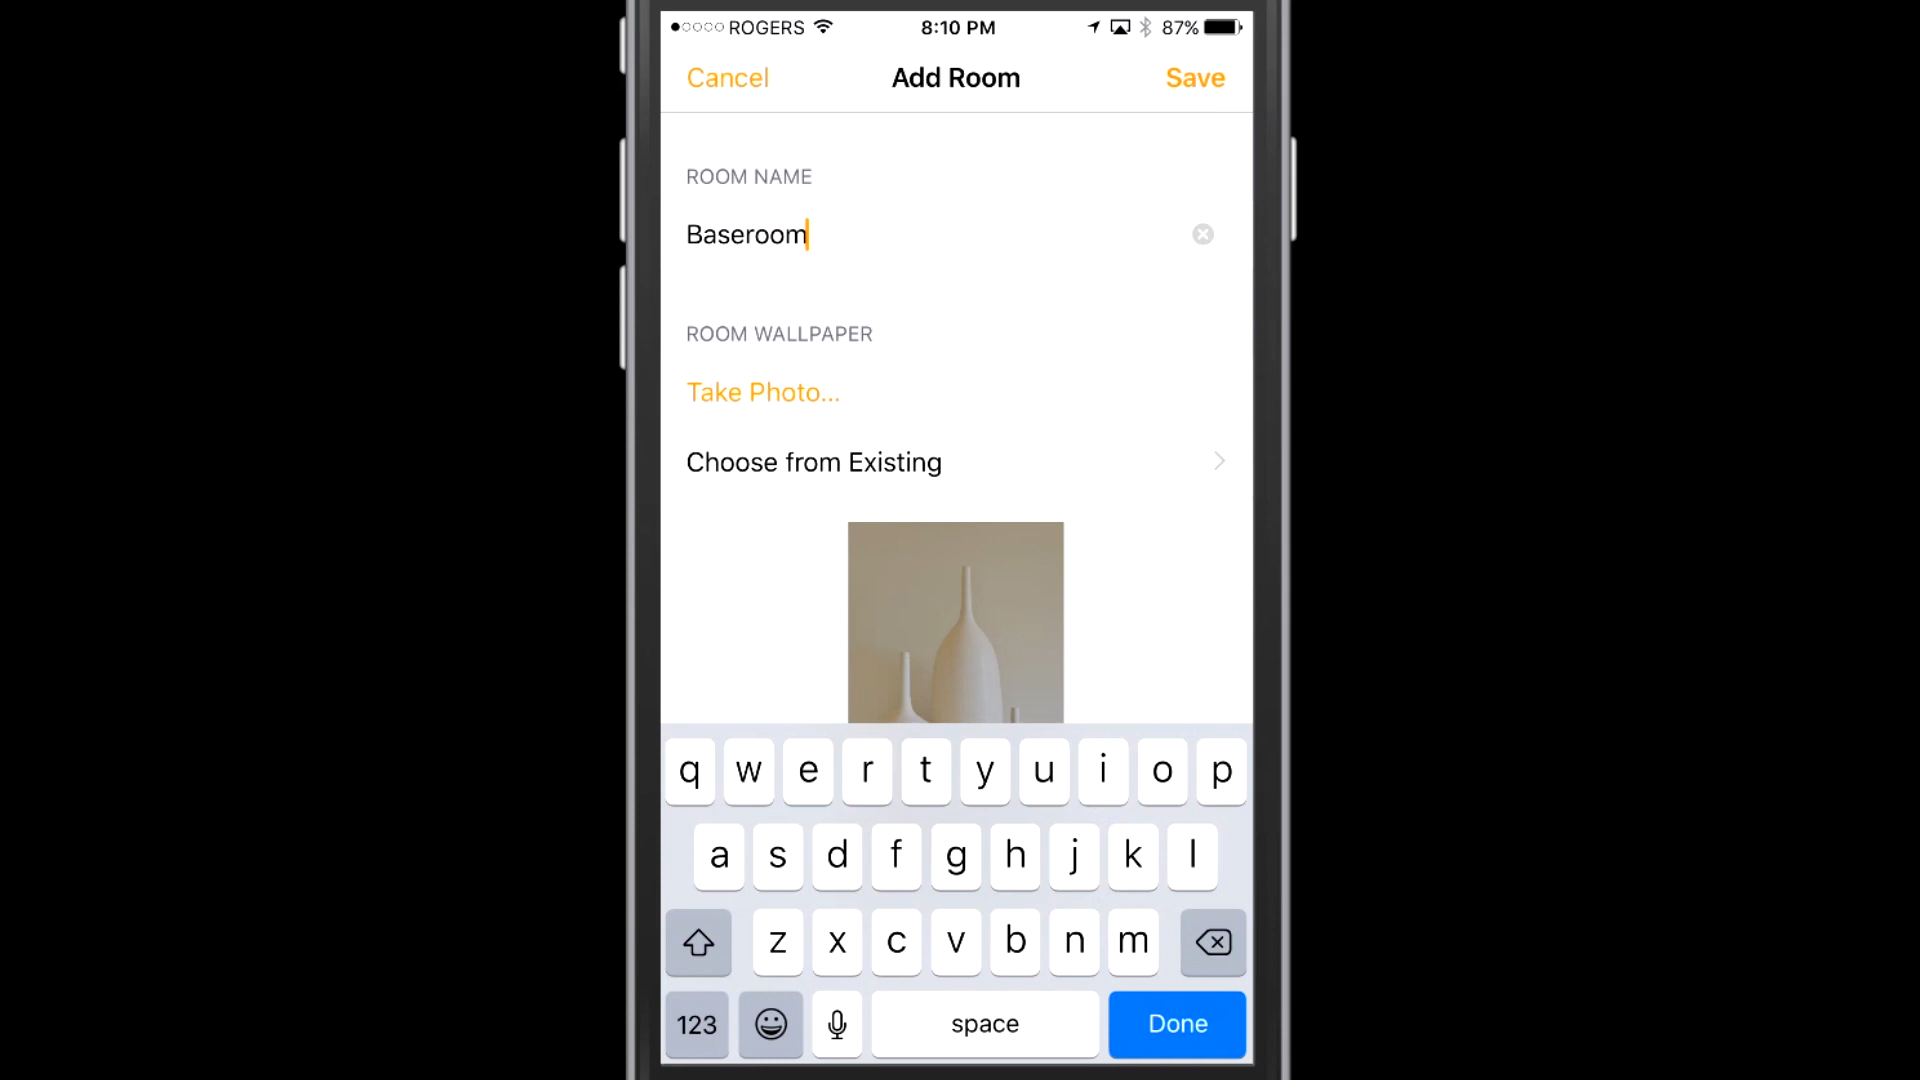 ROGERS 8:10 PM 87%
Cancel Add Room Save
ROOM NAME
Baseroom
ROOM WALLPAPER
Take Photo...
Choose from Existing
q w e r t y u i o p
a s d f g h j k l
z x c v b n m
123 space Done